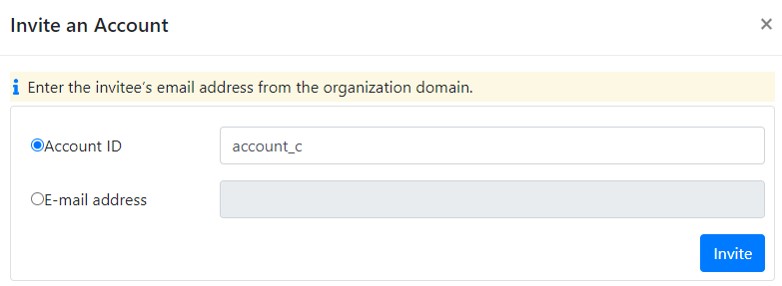 Invite an Account
×
Enter the invitee's email address from the organization domain.
Account ID account_c
E-mail address
Invite